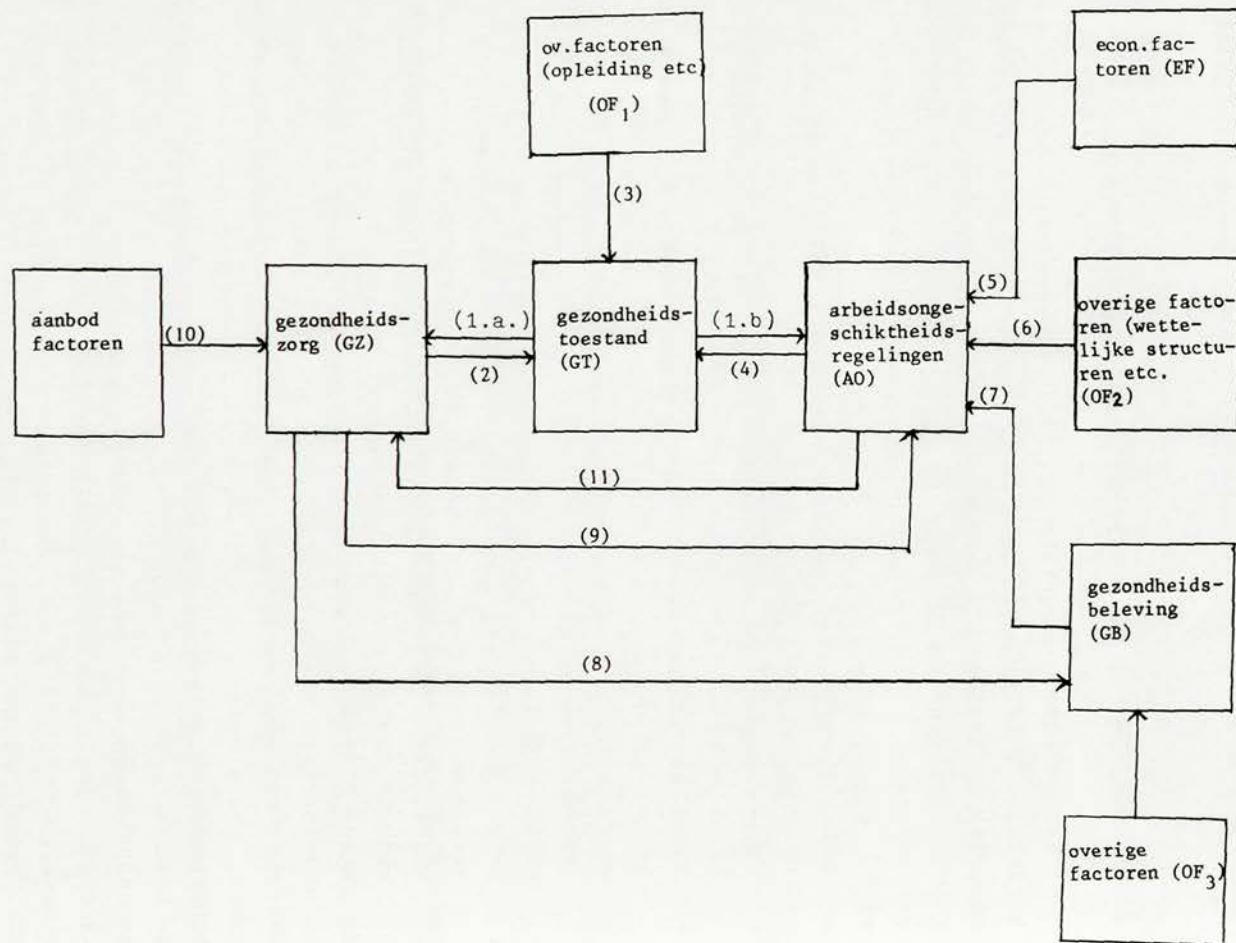 ov.factoren
(opleiding etc)
(OF1)
econ.fac-
toren (EF)
(3)
aanbod
factoren
(10)
gezondheids-
zorg (GZ)
(1.a.)
(2)
gezondheids-
toestand
(GT)
(1.b)
(4)
arbeidsonge-
schiktheids-
regelingen
(AO)
(5)
(6)
(7)
overige facto-
ren (wette-
lijke structu-
ren etc.
(OF2)
(11)
(9)
(8)
gezondheids-
beleving
(GB)
overige
factoren (OF3)